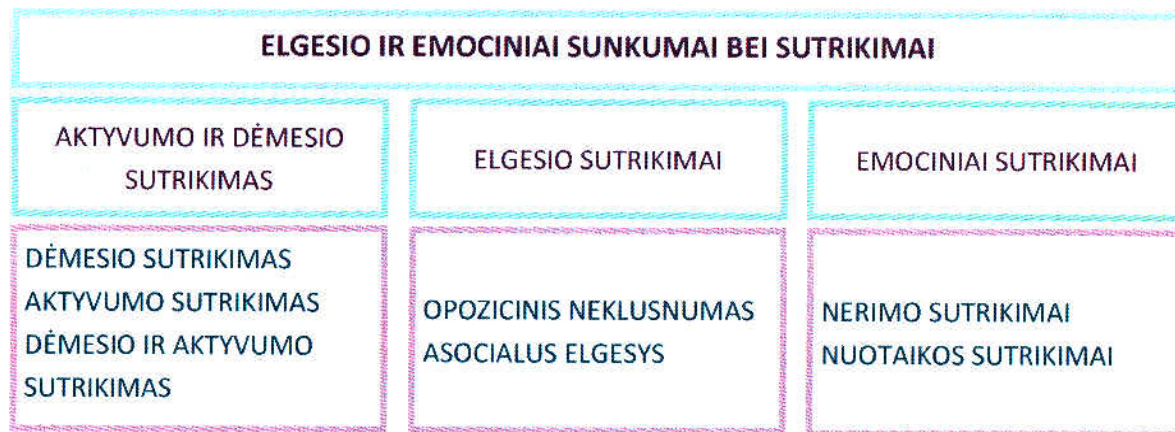 ELGESIO IR EMOCINIAI SUNKUMAI BEI SUTRIKIMAI
AKTYVUMO IR DĖMESIO
SUTRIKIMAS
ELGESIO SUTRIKIMAI
EMOCINIAI SUTRIKIMAI
DĖMESIO SUTRIKIMAS
AKTYVUMO SUTRIKIMAS
DĖMESIO IR AKTYVUMO
SUTRIKIMAS
OPOZICINIS NEKLUSNUMAS
ASOCIALUS ELGESYS
NERIMO SUTRIKIMAI
NUOTAIKOS SUTRIKIMAI